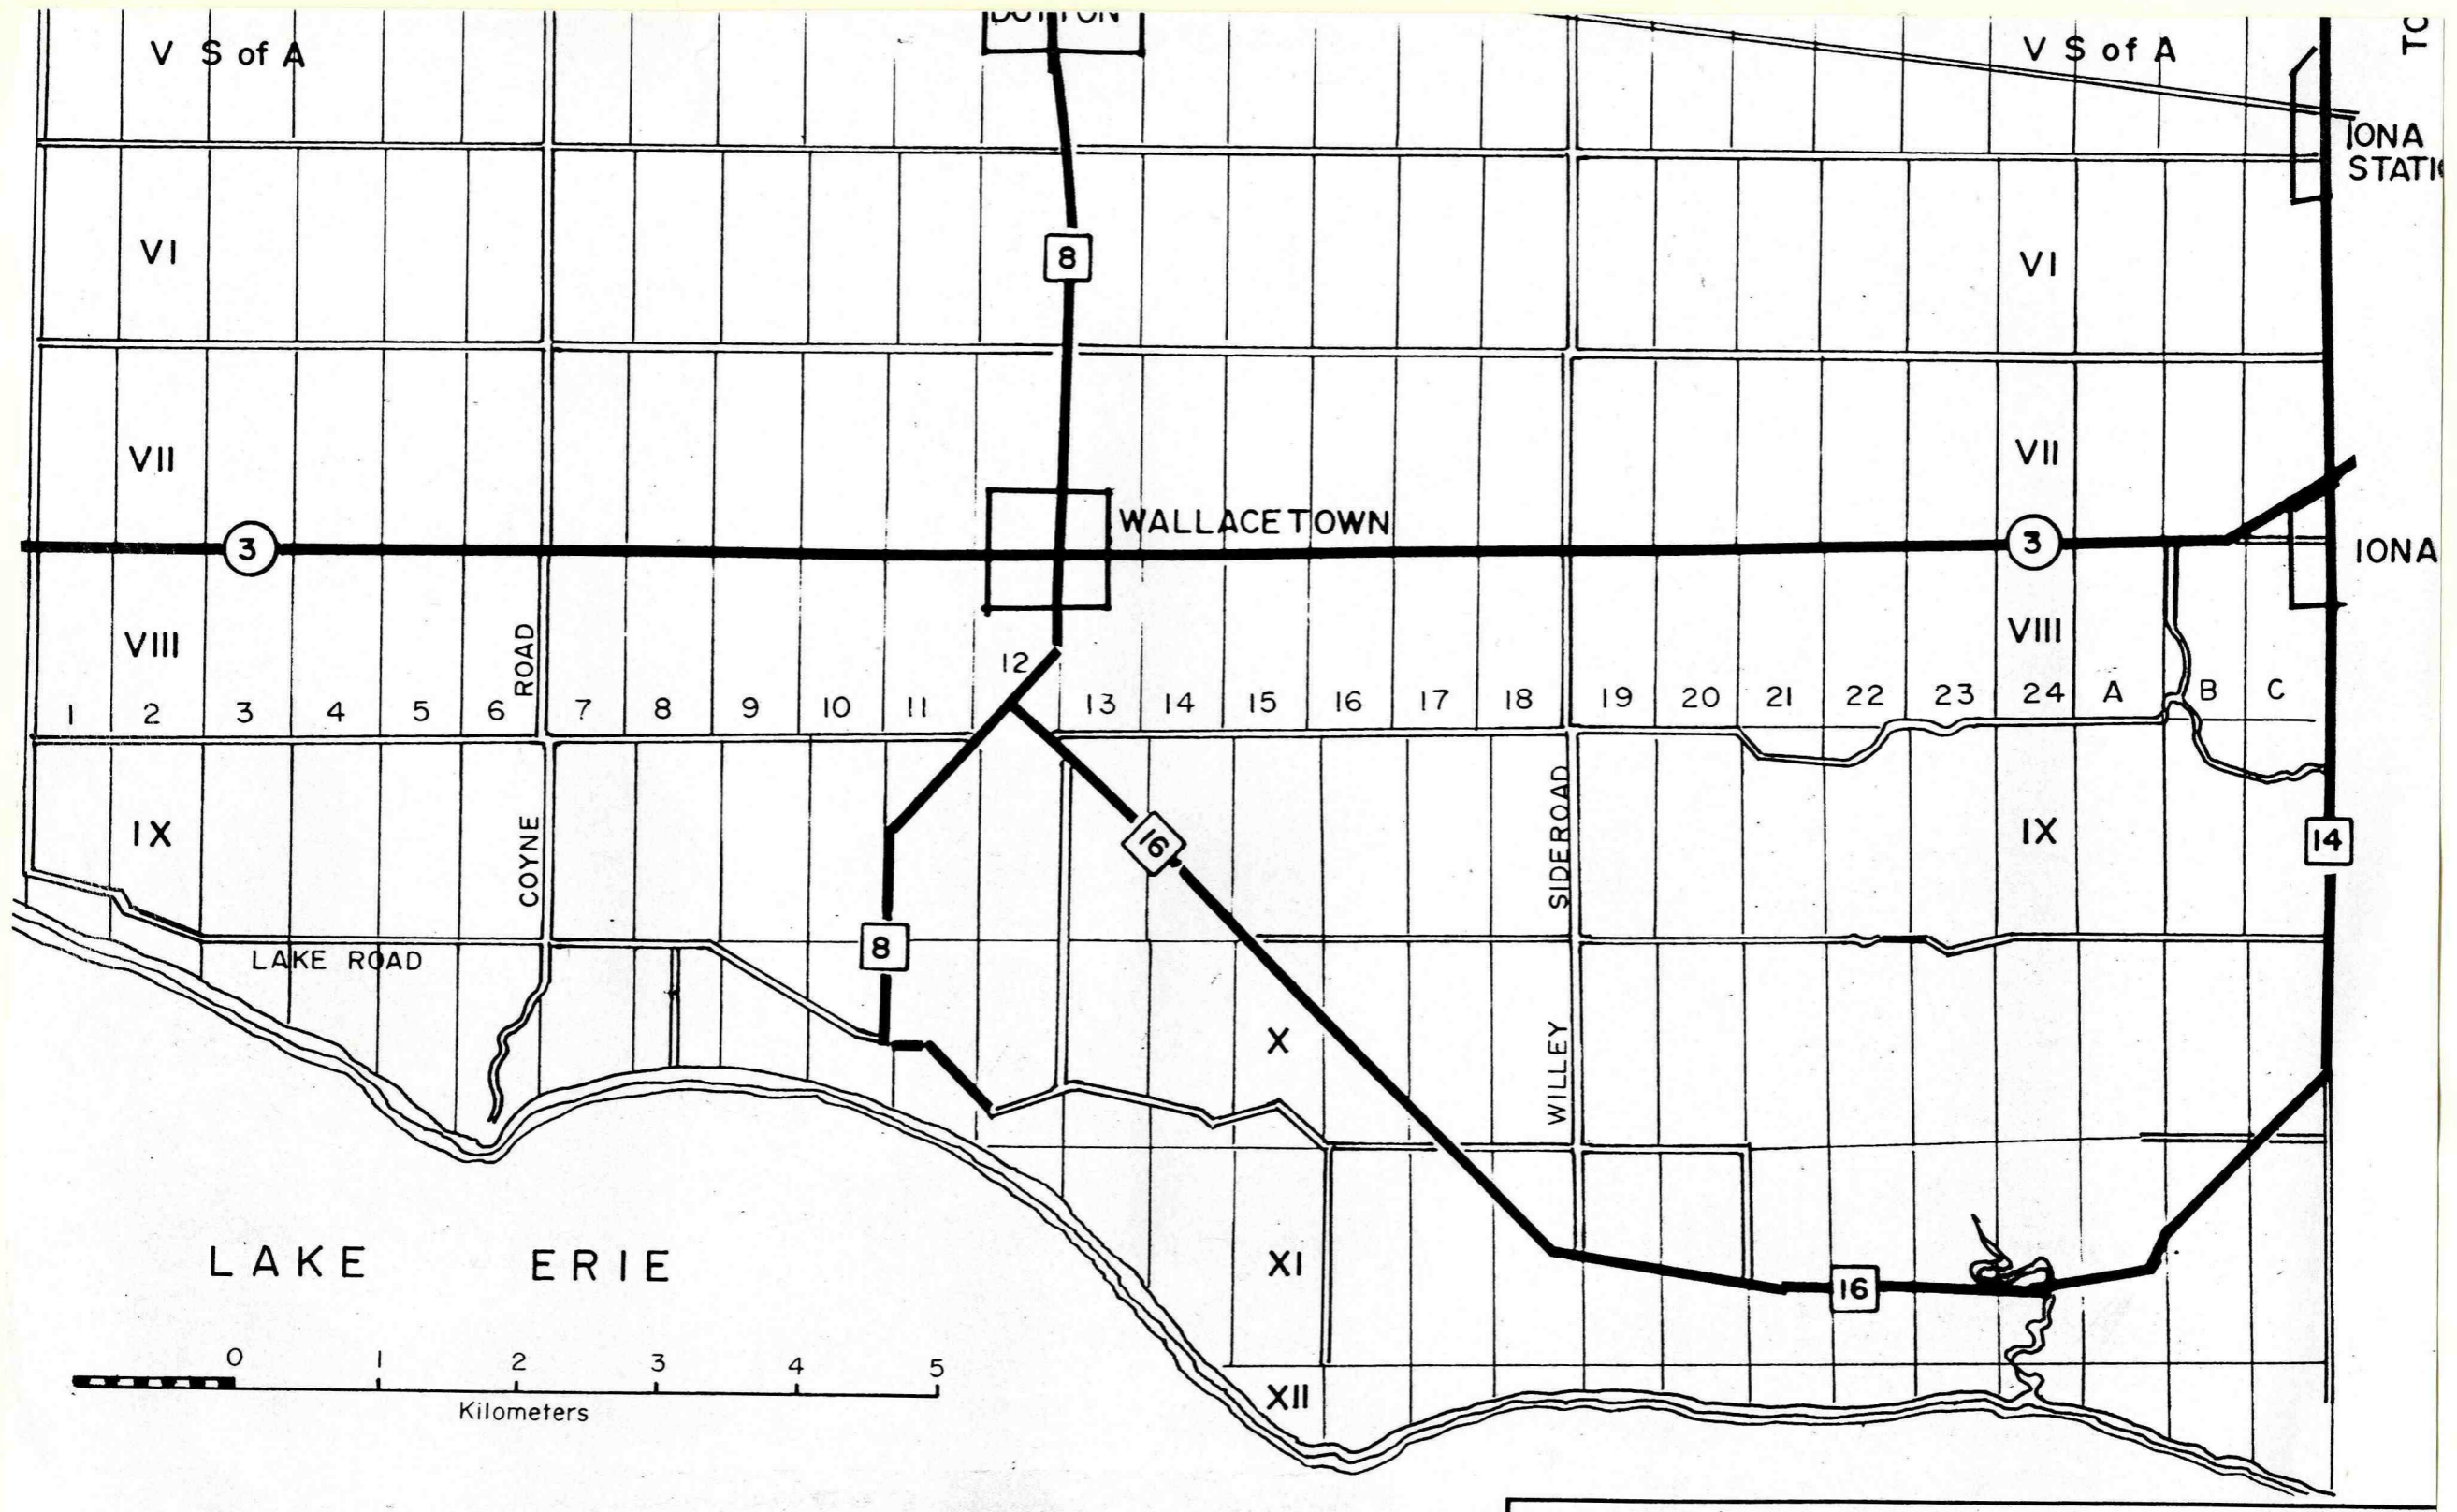 DUTTON
V S of A
V S of A
TO
IONA
STATI
VI
8
VI
VII
VII
WALLACETOWN
3
3
IONA
VIII
VIII
ROAD
12
1 2 3 4 5 6 7 8 9 10 11 13 14 15 16 17 18 19 20 21 22 23 24 A B C
IX
COYNE
16
SIDEROAD
IX
14
LAKE ROAD
8
X
WILLEY
LAKE ERIE
XI
16
0 1 2 3 4 5
Kilometers
XII